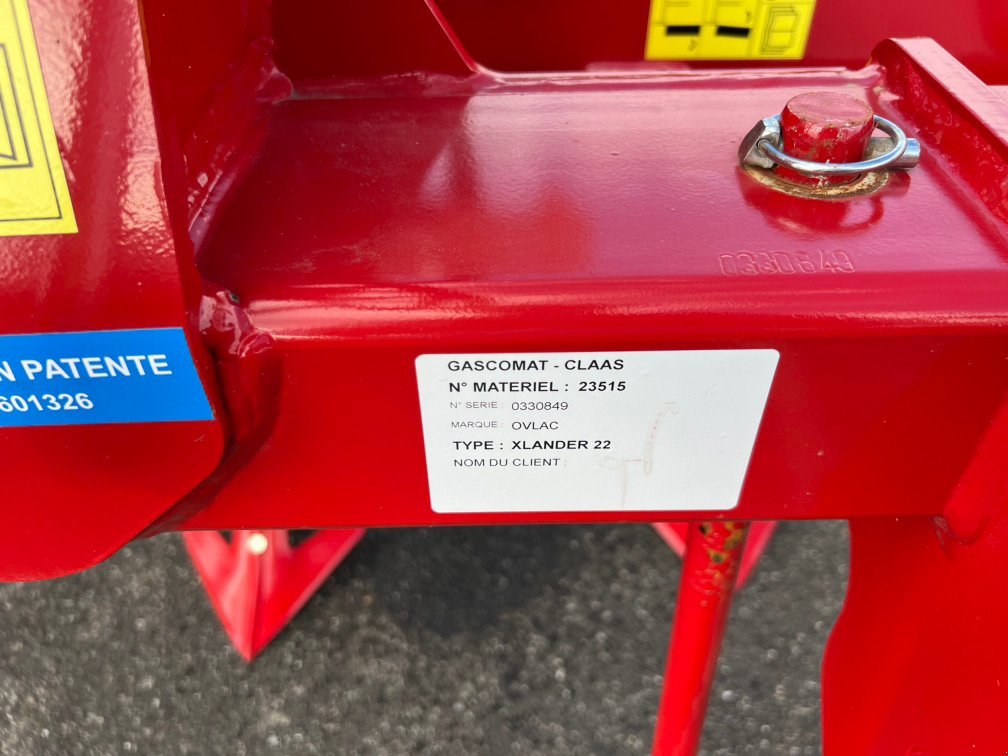 0330849
N PATENTE
601326
GASCOMAT - CLAAS
N° MATERIEL : 23515
N° SERIE : 0330849
MARQUE : OVLAC
TYPE : XLANDER 22
NOM DU CLIENT :